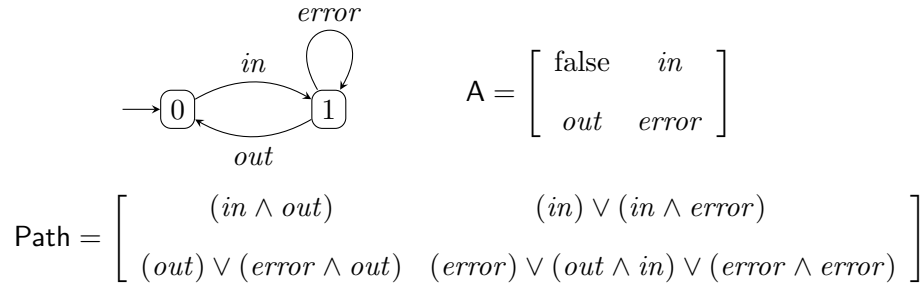 error
in
0
1
out
A = [ false in
out error ]
Path = [ (in ∧ out) (in) ∨ (in ∧ error)
(out) ∨ (error ∧ out) (error) ∨ (out ∧ in) ∨ (error ∧ error) ]